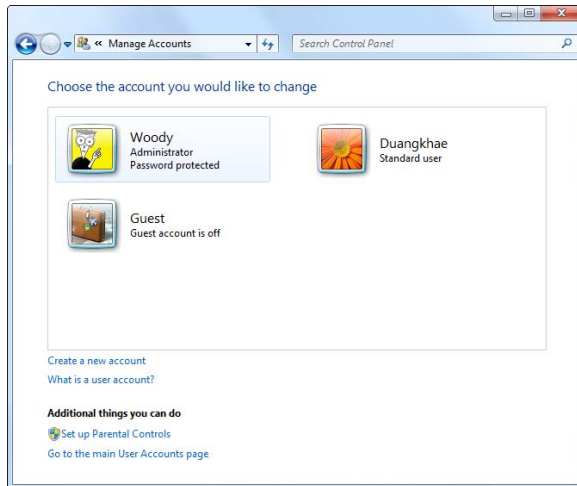 « Manage Accounts
Search Control Panel
Choose the account you would like to change
Woody
Administrator
Password protected
Duangkhae
Standard user
Guest
Guest account is off
Create a new account
What is a user account?
Additional things you can do
Set up Parental Controls
Go to the main User Accounts page